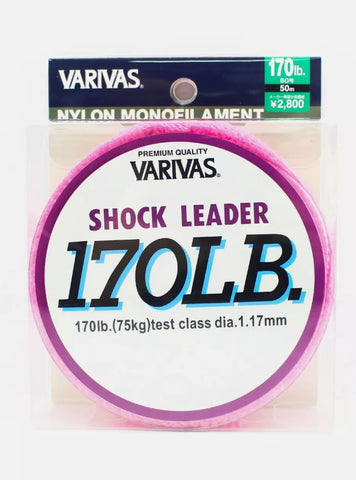 VARIVAS®
170lb.
50号
50m
メーカー希望小売価格
¥2,800
NYLON MONOFILAMENT
PREMIUM QUALITY
VARIVAS®
SHOCK LEADER
170LB.
170lb.(75kg)test class dia.1.17mm